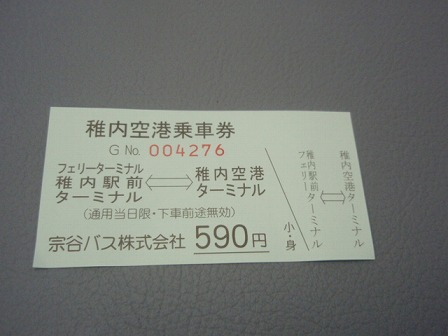 稚内空港乗車券
G No. 004276
フェリーターミナル
稚内駅前
ターミナル
稚内空港
ターミナル
(通用当日限・下車前途無効)
宗谷バス株式会社 590円
小・身
稚内空港ターミナル
稚内駅前ターミナル
フェリーターミナル